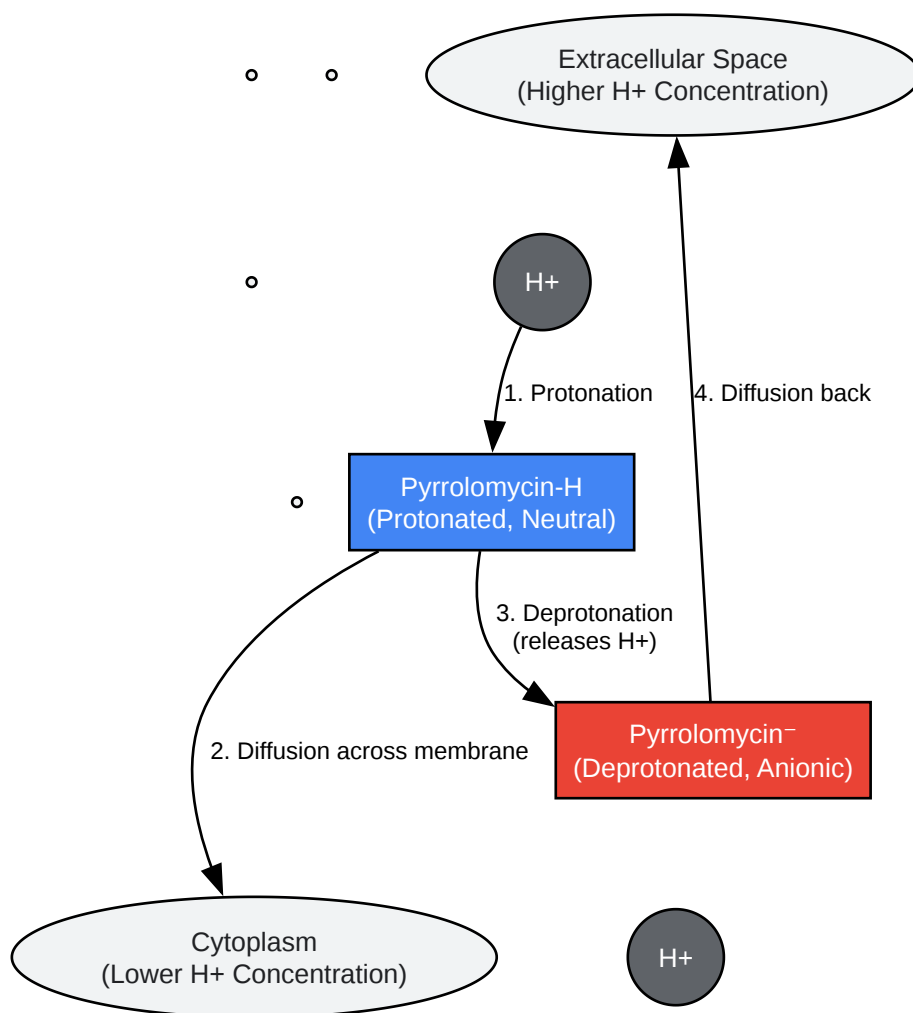 Extracellular Space
(Higher H+ Concentration)
H+
1. Protonation
4. Diffusion back
Pyrrolomycin-H
(Protonated, Neutral)
3. Deprotonation
(releases H+)
2. Diffusion across membrane
Pyrrolomycin⁻
(Deprotonated, Anionic)
Cytoplasm
(Lower H+ Concentration)
H+